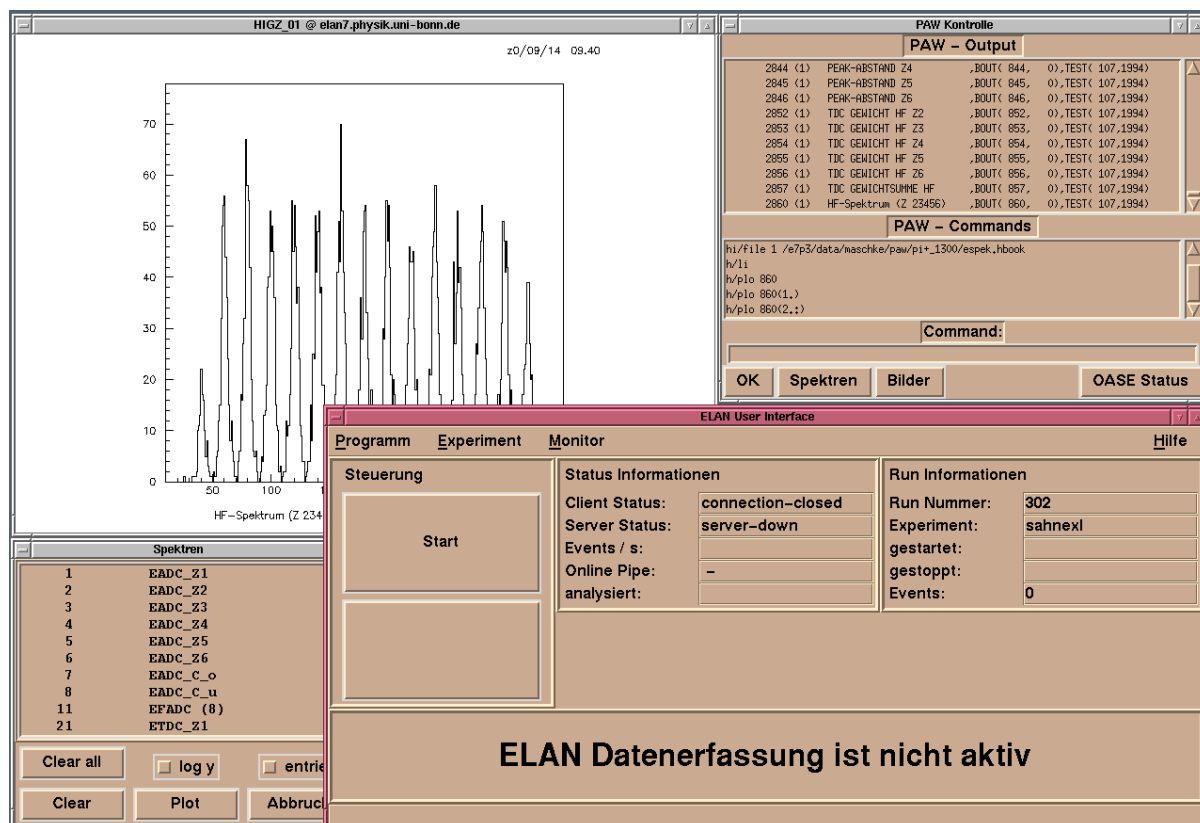 HIGZ_01 @ elan7.physik.uni-bonn.de
z0/09/14 09.40
70
60
50
40
30
20
10
0
50 100
HF-Spektrum (Z 234
PAW Kontrolle
PAW - Output
2844 (1) PEAK-ABSTAND Z4 ,BOUT( 844, 0),TEST( 107,1994)
2845 (1) PEAK-ABSTAND Z5 ,BOUT( 845, 0),TEST( 107,1994)
2846 (1) PEAK-ABSTAND Z6 ,BOUT( 846, 0),TEST( 107,1994)
2852 (1) TDC GEWICHT HF Z2 ,BOUT( 852, 0),TEST( 107,1994)
2853 (1) TDC GEWICHT HF Z3 ,BOUT( 853, 0),TEST( 107,1994)
2854 (1) TDC GEWICHT HF Z4 ,BOUT( 854, 0),TEST( 107,1994)
2855 (1) TDC GEWICHT HF Z5 ,BOUT( 855, 0),TEST( 107,1994)
2856 (1) TDC GEWICHT HF Z6 ,BOUT( 856, 0),TEST( 107,1994)
2857 (1) TDC GEWICHTSUMME HF ,BOUT( 857, 0),TEST( 107,1994)
2860 (1) HF-Spektrum (Z 23456) ,BOUT( 860, 0),TEST( 107,1994)
PAW - Commands
hi/file 1 /e7p3/data/maschke/paw/pi+_1300/espek.hbook
h/li
h/plo 860
h/plo 860(1.)
h/plo 860(2.:)
Command:
OK Spektren Bilder OASE Status
ELAN User Interface
Programm Experiment Monitor Hilfe
Steuerung
Start
Status Informationen
Client Status: connection-closed
Server Status: server-down
Events / s:
Online Pipe: -
analysiert:
Run Informationen
Run Nummer: 302
Experiment: sahnexl
gestartet:
gestoppt:
Events: 0
ELAN Datenerfassung ist nicht aktiv
Spektren
1 EADC_Z1
2 EADC_Z2
3 EADC_Z3
4 EADC_Z4
5 EADC_Z5
6 EADC_Z6
7 EADC_C_o
8 EADC_C_u
11 EFADC (8)
21 ETDC_Z1
Clear all log y entrie
Clear Plot Abbruc